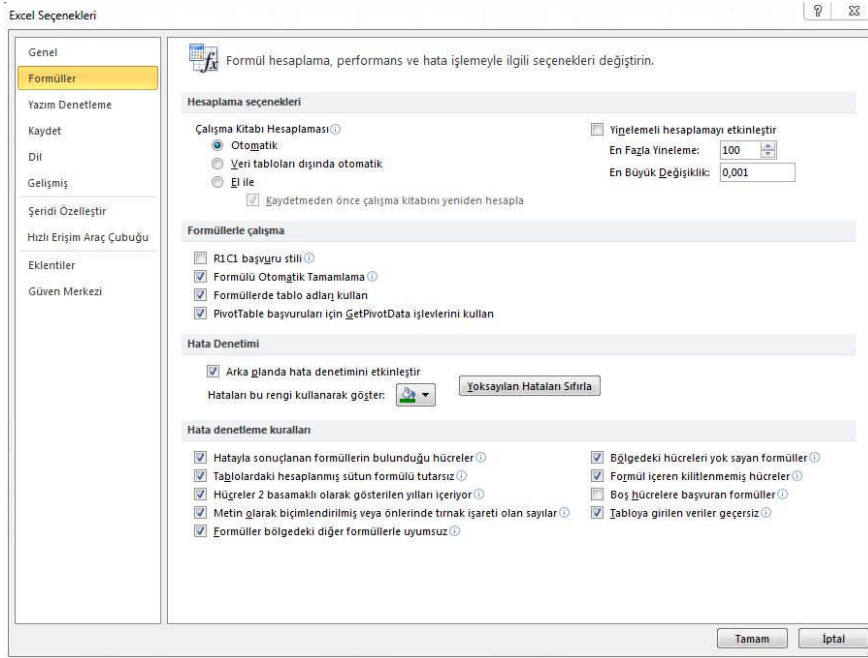 Excel Seçenekleri
Genel
Formüller
Yazım Denetleme
Kaydet
Dil
Gelişmiş
Şeridi Özelleştir
Hızlı Erişim Araç Çubuğu
Eklentiler
Güven Merkezi
Formül hesaplama, performans ve hata işlemeyle ilgili seçenekleri değiştirin.
Hesaplama seçenekleri
Çalışma Kitabı Hesaplaması
Otomatik
Veri tabloları dışında otomatik
El ile
Kaydetmeden önce çalışma kitabını yeniden hesapla
Yinelemeli hesaplamayı etkinleştir
En Fazla Yineleme: 100
En Büyük Değişiklik: 0,001
Formüllerle çalışma
R1C1 başvuru stili
Formülü Otomatik Tamamlama
Formüllerde tablo adları kullan
PivotTable başvuruları için GetPivotData işlevlerini kullan
Hata Denetimi
Arka planda hata denetimini etkinleştir
Hataları bu rengi kullanarak göster:
Yoksayılan Hataları Sıfırla
Hata denetleme kuralları
Hatayla sonuçlanan formüllerin bulunduğu hücreler
Tablolardaki hesaplanmış sütun formülü tutarsız
Hücreler 2 basamaklı olarak gösterilen yılları içeriyor
Metin olarak biçimlendirilmiş veya önlerinde tırnak işareti olan sayılar
Formüller bölgedeki diğer formüllerle uyumsuz
Bölgedeki hücreleri yok sayan formüller
Formül içeren kilitlenmemiş hücreler
Boş hücrelere başvuran formüller
Tabloya girilen veriler geçersiz
Tamam
İptal